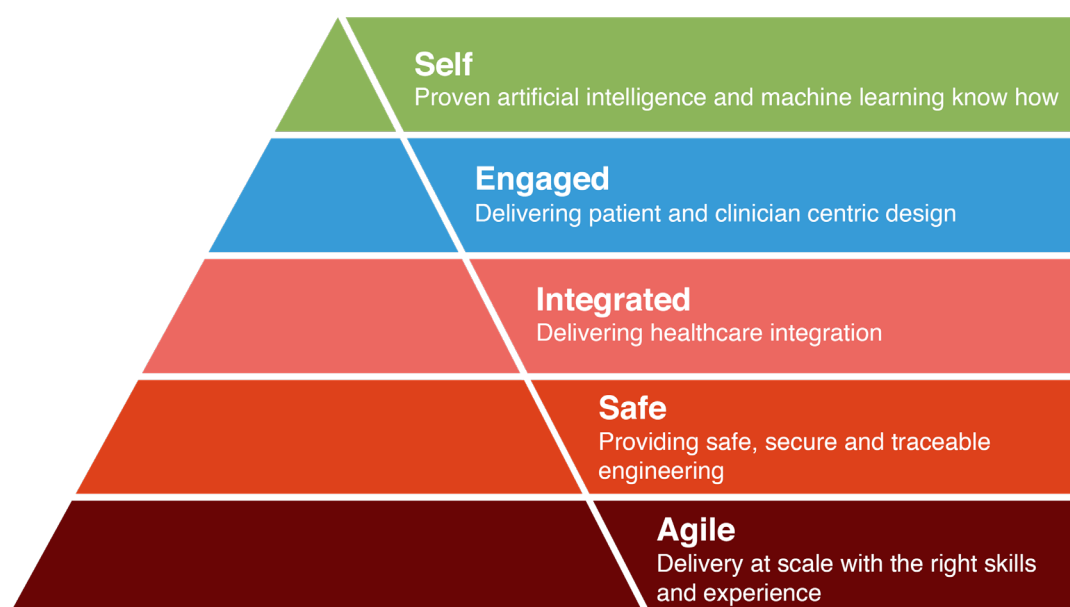 Self
Proven artificial intelligence and machine learning know how
Engaged
Delivering patient and clinician centric design
Integrated
Delivering healthcare integration
Safe
Providing safe, secure and traceable
engineering
Agile
Delivery at scale with the right skills
and experience